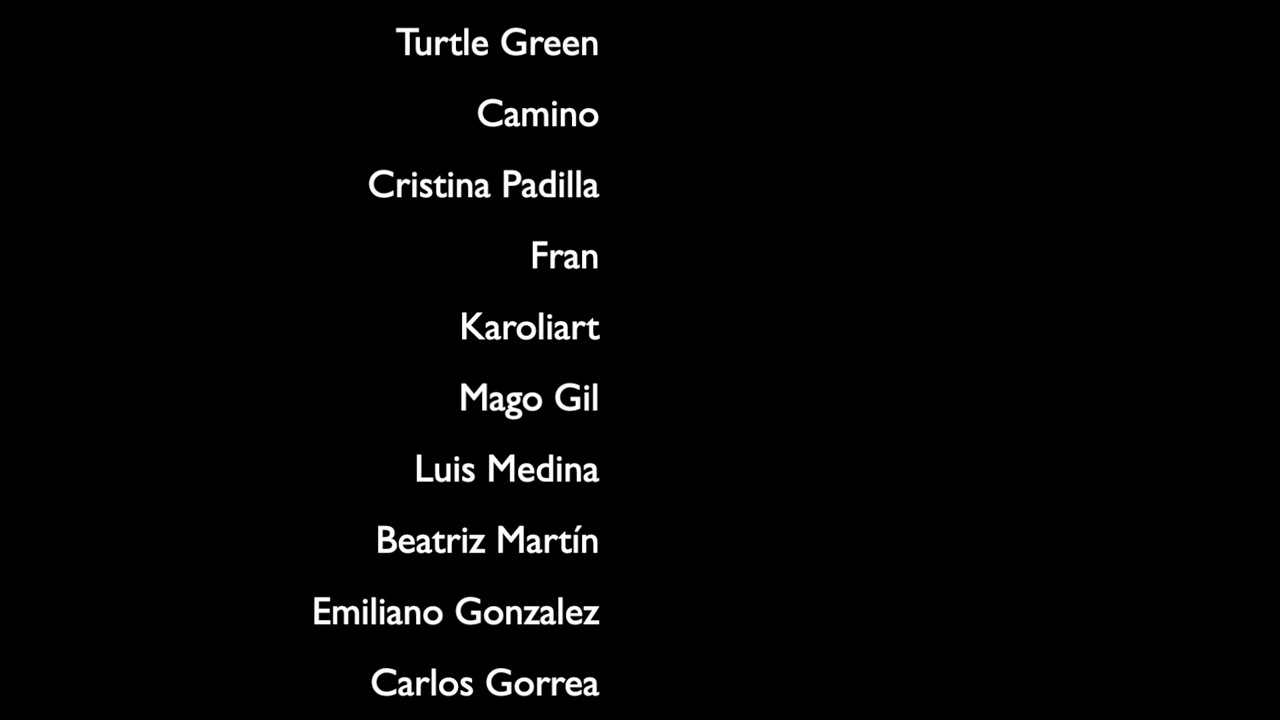 Turtle Green
Camino
Cristina Padilla
Fran
Karoliart
Mago Gil
Luis Medina
Beatriz Martín
Emiliano Gonzalez
Carlos Gorrea